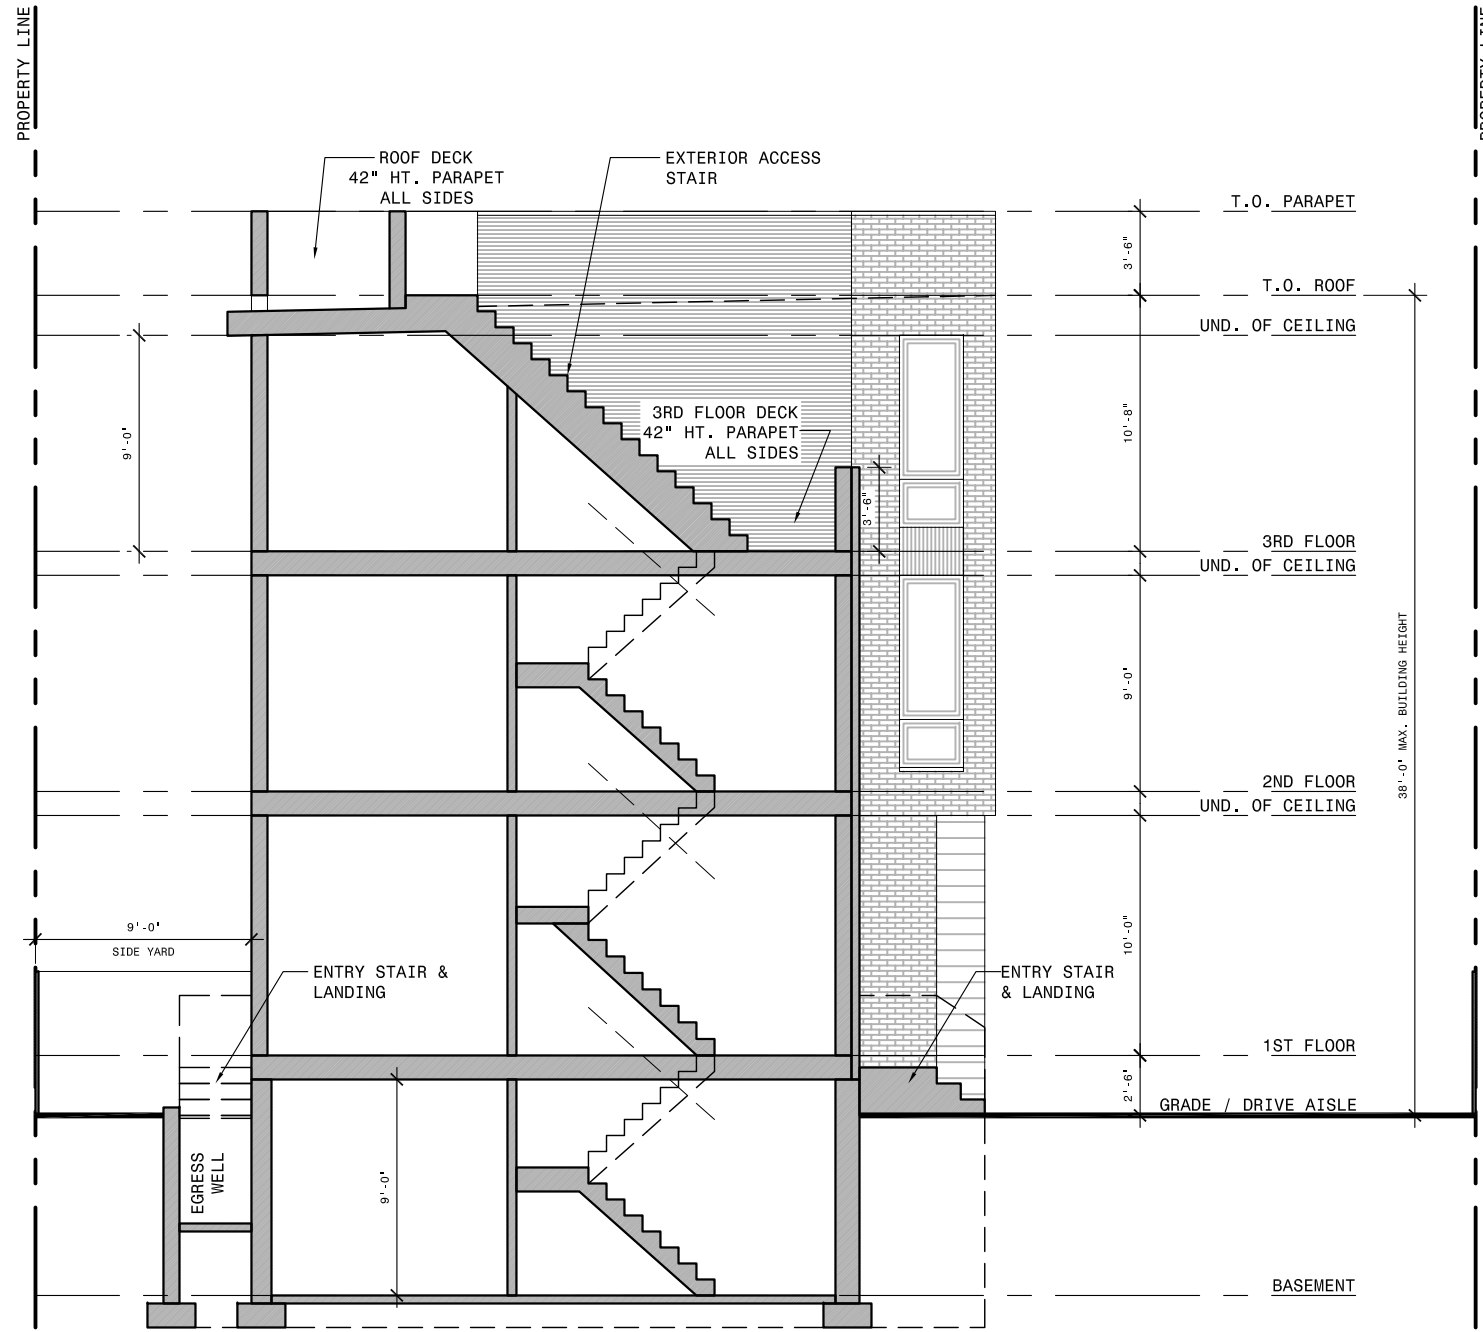 PROPERTY LINE
PROPERTY LINE
ROOF DECK
42" HT. PARAPET
ALL SIDES
EXTERIOR ACCESS
STAIR
T.O. PARAPET
3'-6"
T.O. ROOF
UND. OF CEILING
9'-0"
3RD FLOOR DECK
42" HT. PARAPET
ALL SIDES
10'-8"
3'-6"
3RD FLOOR
UND. OF CEILING
9'-0"
38'-0" MAX. BUILDING HEIGHT
2ND FLOOR
UND. OF CEILING
9'-0"
SIDE YARD
10'-0"
ENTRY STAIR &
LANDING
ENTRY STAIR
& LANDING
1ST FLOOR
2'-6"
GRADE / DRIVE AISLE
EGRESS
WELL
9'-0"
BASEMENT